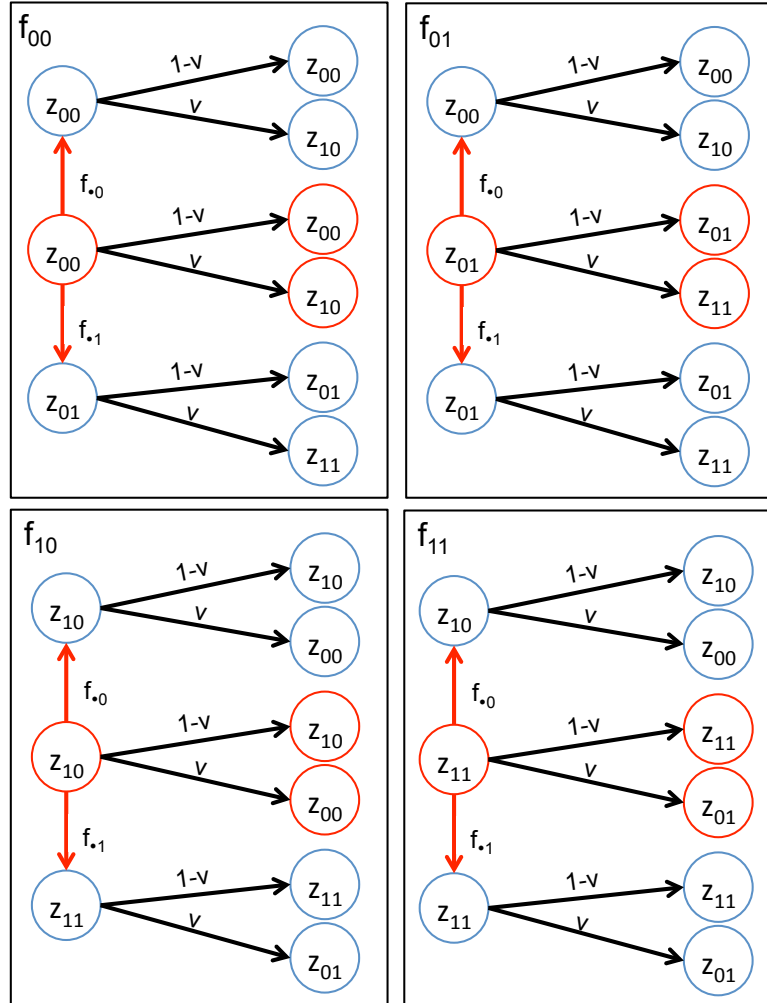 f₀₀
z₀₀
1-v
v
z₀₀
z₁₀
f•₀
z₀₀
1-v
v
z₀₀
z₁₀
f•₁
z₀₁
1-v
v
z₀₁
z₁₁
f₀₁
z₀₀
1-v
v
z₀₀
z₁₀
f•₀
z₀₁
1-v
v
z₀₁
z₁₁
f•₁
z₀₁
1-v
v
z₀₁
z₁₁
f₁₀
z₁₀
1-v
v
z₁₀
z₀₀
f•₀
z₁₀
1-v
v
z₁₀
z₀₀
f•₁
z₁₁
1-v
v
z₁₁
z₀₁
f₁₁
z₁₀
1-v
v
z₁₀
z₀₀
f•₀
z₁₁
1-v
v
z₁₁
z₀₁
f•₁
z₁₁
1-v
v
z₁₁
z₀₁